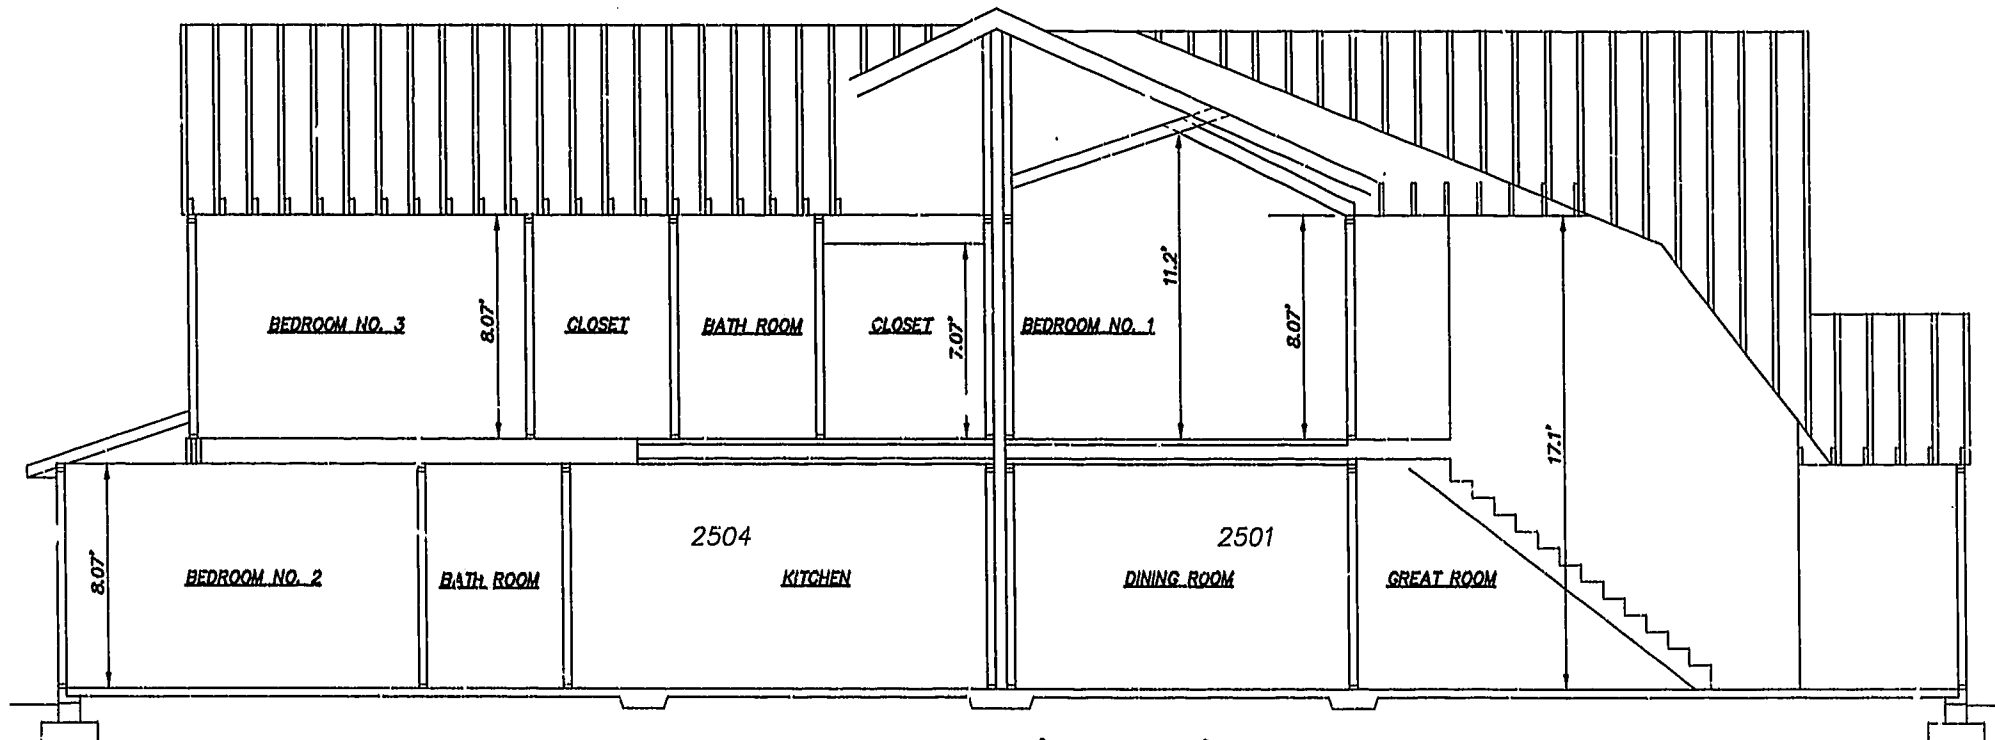 BEDROOM NO. 3
8.07'
CLOSET
BATH ROOM
CLOSET
7.07'
BEDROOM NO. 1
11.2'
8.07'
17.1'
8.07'
BEDROOM NO. 2
BATH ROOM
2504
KITCHEN
2501
DINING ROOM
GREAT ROOM